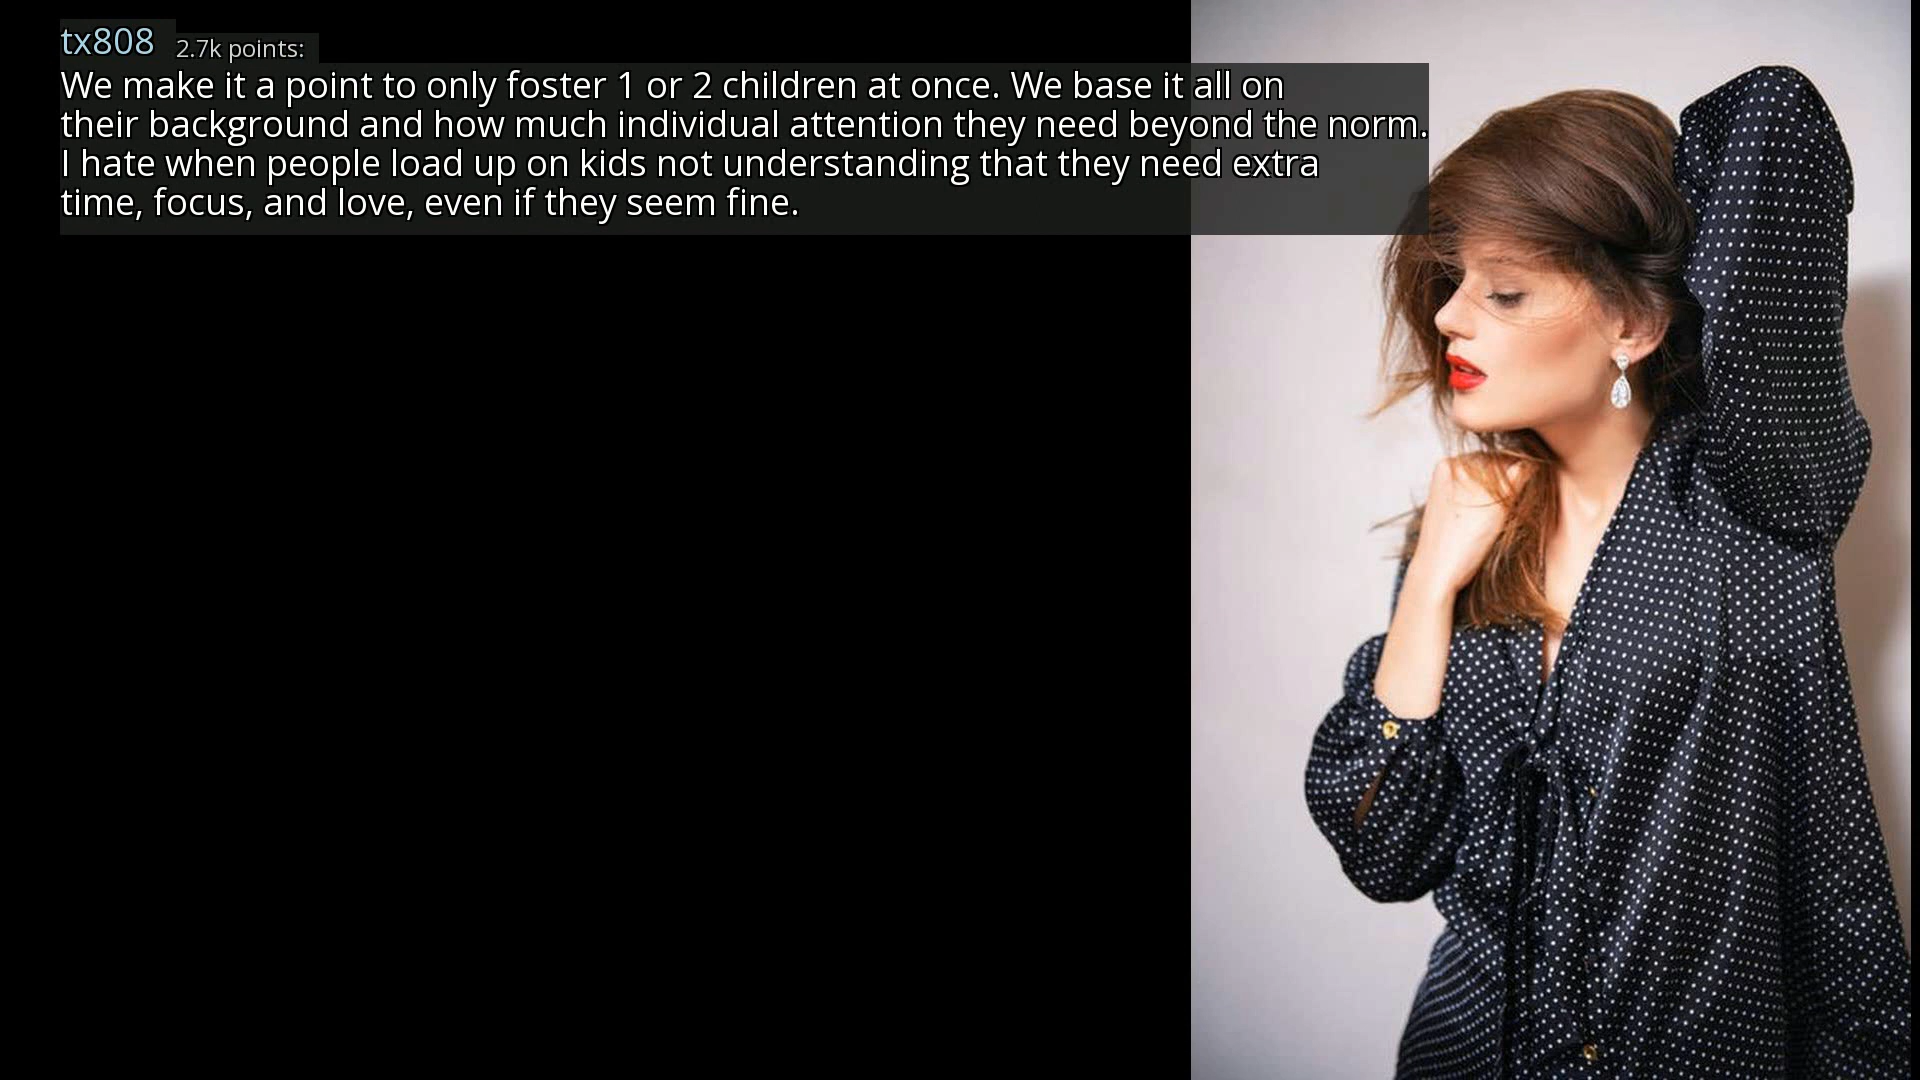 tx808 2.7k points:
We make it a point to only foster 1 or 2 children at once. We base it all on
their background and how much individual attention they need beyond the norm.
I hate when people load up on kids not understanding that they need extra
time, focus, and love, even if they seem fine.